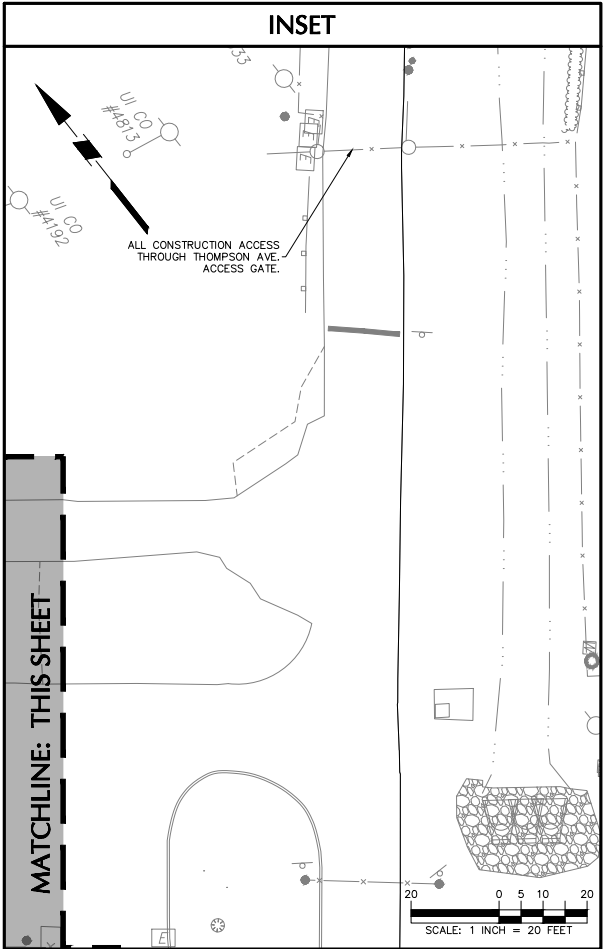 INSET
33
UI CO
#4813
E
E
E
UI CO
#4192
ALL CONSTRUCTION ACCESS
THROUGH THOMPSON AVE.
ACCESS GATE.
MATCHLINE: THIS SHEET
E
20 0 5 10 20
SCALE: 1 INCH = 20 FEET